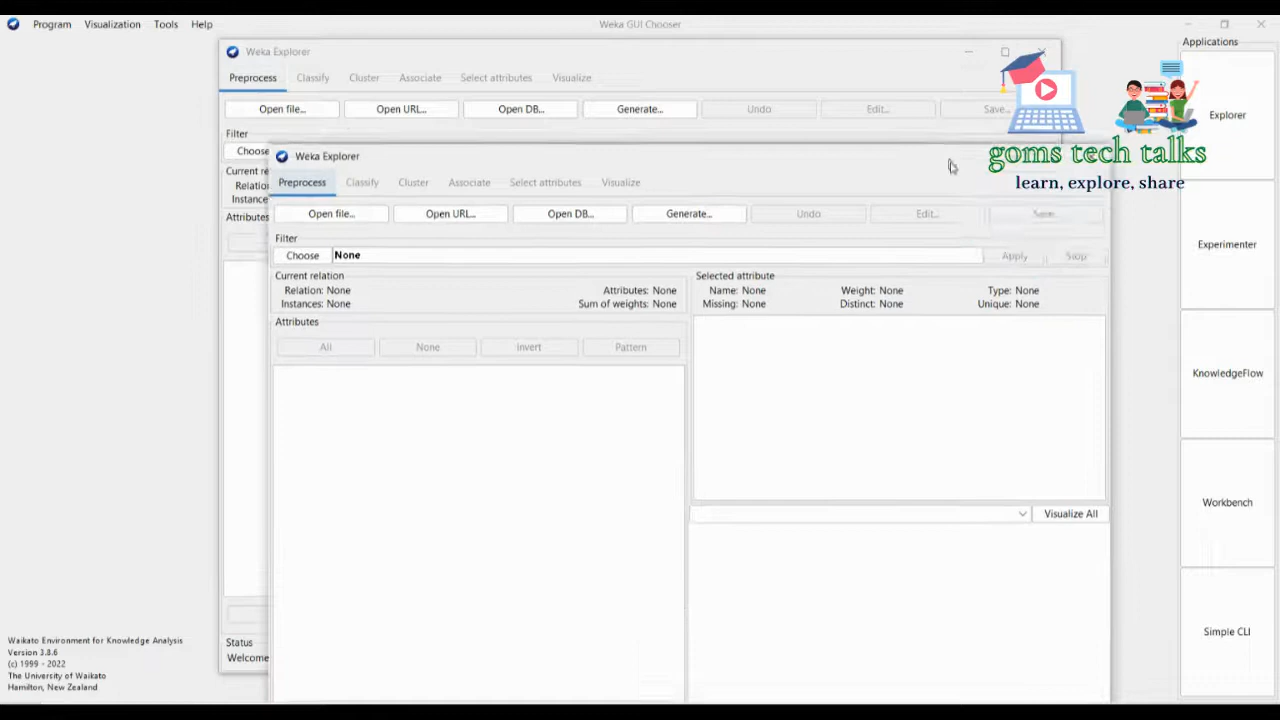 Program Visualization Tools Help
Weka GUI Chooser
Applications
Explorer
Experimenter
KnowledgeFlow
Workbench
Simple CLI
Weka Explorer
Preprocess Classify Cluster Associate Select attributes Visualize
Open file... Open URL... Open DB... Generate... Undo Edit... Save...
Filter
Choose
Current re
Relatio
Instance
Attributes
Status
Welcome
Weka Explorer
Preprocess Classify Cluster Associate Select attributes Visualize
Open file... Open URL... Open DB... Generate... Undo Edit... Save...
Filter
Choose None Apply Stop
Current relation
Relation: None Attributes: None
Instances: None Sum of weights: None
Attributes
All None Invert Pattern
Selected attribute
Name: None Weight: None Type: None
Missing: None Distinct: None Unique: None
Visualize All
goms tech talks
learn, explore, share
Waikato Environment for Knowledge Analysis
Version 3.8.6
(c) 1999 - 2022
The University of Waikato
Hamilton, New Zealand